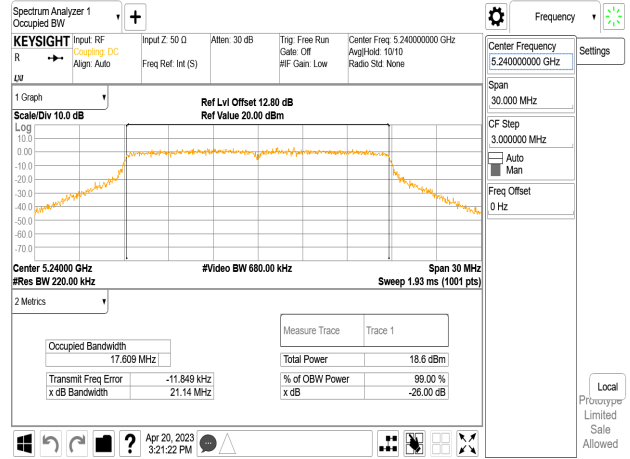 Spectrum Analyzer 1
Occupied BW
Frequency
KEYSIGHT Input: RF Input Z: 50 Ω Atten: 30 dB Trig: Free Run Center Freq: 5.240000000 GHz
Coupling: DC Gate: Off Avg|Hold: 10/10
R Align: Auto Freq Ref: Int (S) #IF Gain: Low Radio Std: None
Center Frequency
5.240000000 GHz
Settings
Span
30.000 MHz
CF Step
3.000000 MHz
Auto
Man
Freq Offset
0 Hz
1 Graph
Ref Lvl Offset 12.80 dB
Scale/Div 10.0 dB Ref Value 20.00 dBm
Log
10.0
0.00
-10.0
-20.0
-30.0
-40.0
-50.0
-60.0
-70.0
Center 5.24000 GHz #Video BW 680.00 kHz Span 30 MHz
#Res BW 220.00 kHz Sweep 1.93 ms (1001 pts)
2 Metrics
Measure Trace Trace 1
Occupied Bandwidth
17.609 MHz Total Power 18.6 dBm
Transmit Freq Error -11.849 kHz % of OBW Power 99.00 %
x dB Bandwidth 21.14 MHz x dB -26.00 dB
Local
Prototype
Limited
Sale
Allowed
Apr 20, 2023
3:21:22 PM